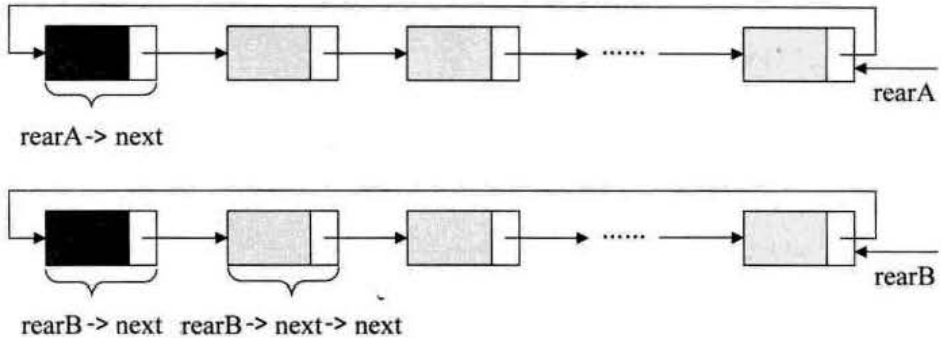 ······
rearA
rearA-> next
······
rearB
rearB-> next
rearB-> next-> next